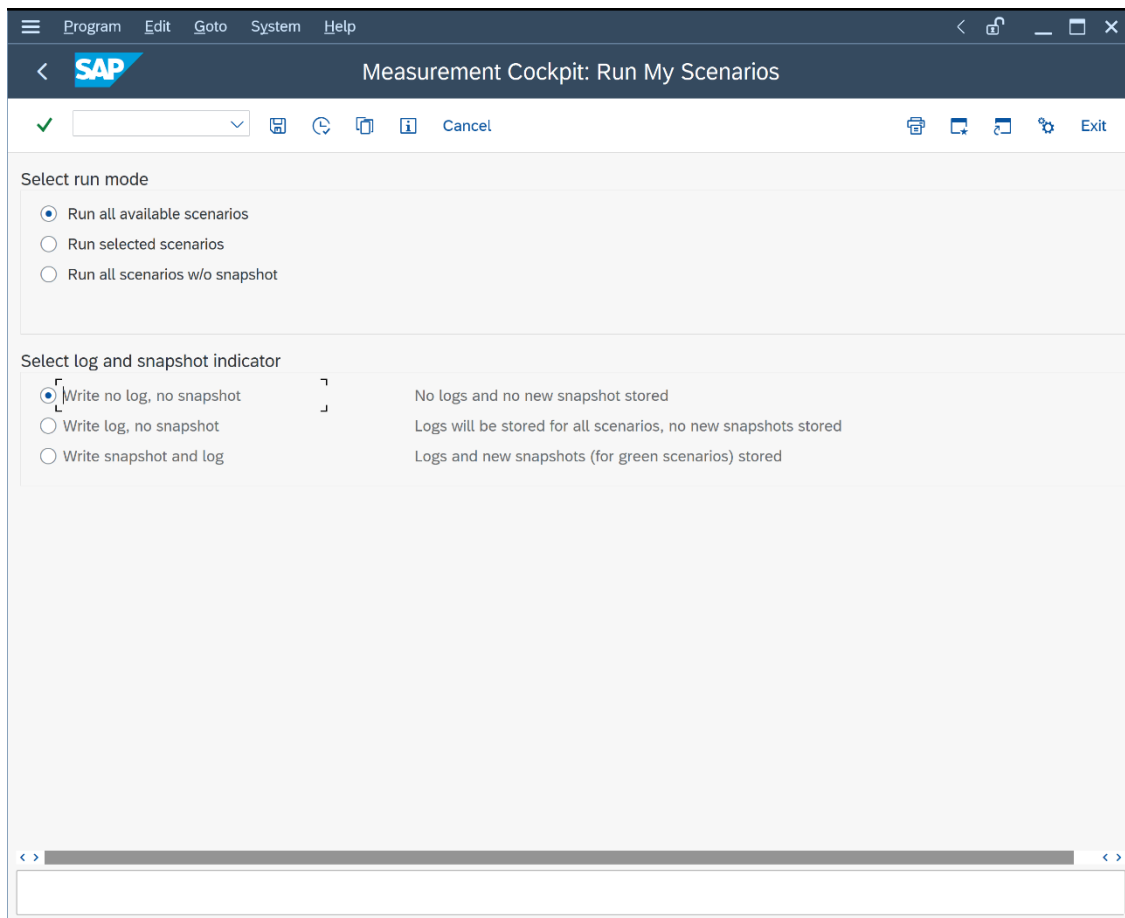 Program Edit Goto System Help
SAP Measurement Cockpit: Run My Scenarios
Cancel Exit
Select run mode
Run all available scenarios
Run selected scenarios
Run all scenarios w/o snapshot
Select log and snapshot indicator
Write no log, no snapshot No logs and no new snapshot stored
Write log, no snapshot Logs will be stored for all scenarios, no new snapshots stored
Write snapshot and log Logs and new snapshots (for green scenarios) stored